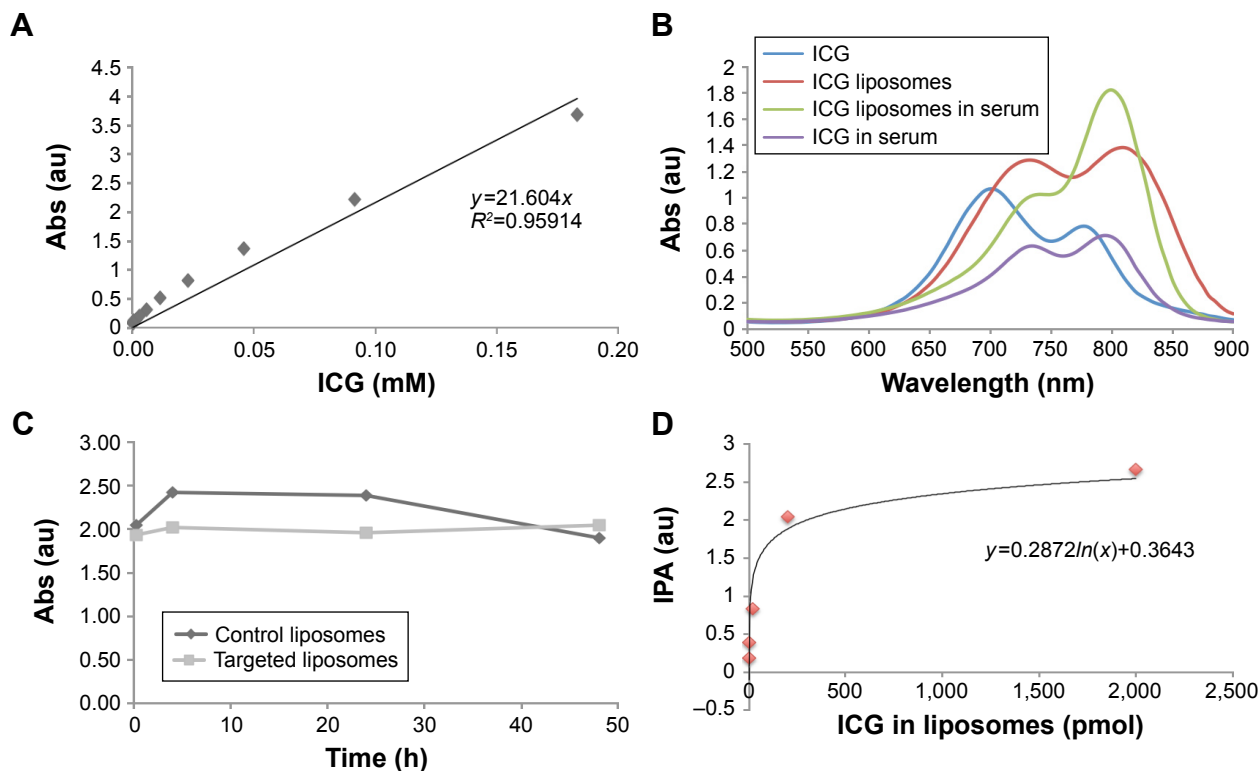 A
4.5
4
3.5
3
2.5
2
1.5
1
0.5
0
Abs (au)
y=21.604x
R²=0.95914
0.00 0.05 0.10 0.15 0.20
ICG (mM)
B
ICG
ICG liposomes
ICG liposomes in serum
ICG in serum
2
1.8
1.6
1.4
1.2
1
0.8
0.6
0.4
0.2
0
Abs (au)
500 550 600 650 700 750 800 850 900
Wavelength (nm)
C
3.00
2.50
2.00
1.50
1.00
0.50
0.00
Abs (au)
Control liposomes
Targeted liposomes
0 10 20 30 40 50
Time (h)
D
3
2.5
2
1.5
1
0.5
0
–0.5
IPA (au)
y=0.2872ln(x)+0.3643
0 500 1,000 1,500 2,000 2,500
ICG in liposomes (pmol)